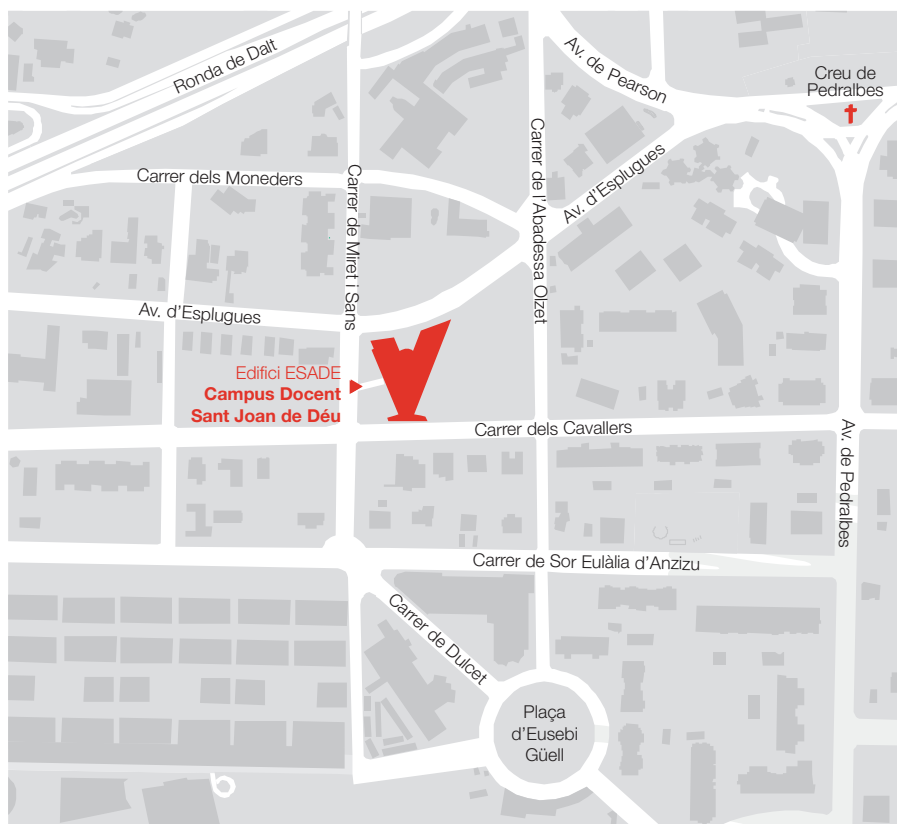 Ronda de Dalt
Av. de Pearson
Creu de
Pedralbes
Carrer dels Moneders
Carrer de Miret i Sans
Carrer de l'Abadessa Olzet
Av. d'Esplugues
Av. d'Esplugues
Edifici ESADE
Campus Docent
Sant Joan de Déu
Carrer dels Cavallers
Av. de Pedralbes
Carrer de Sor Eulàlia d'Anzizu
Carrer de Dulcet
Plaça
d'Eusebi
Güell